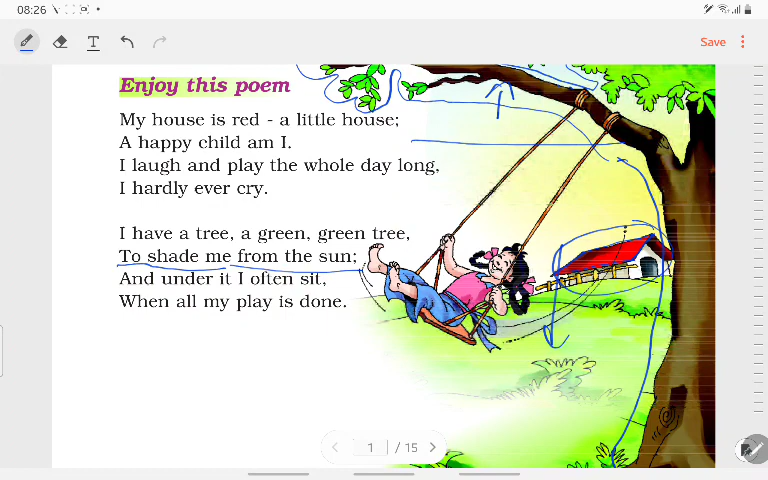 08:26
Save
Enjoy this poem
My house is red - a little house;
A happy child am I.
I laugh and play the whole day long,
I hardly ever cry.
I have a tree, a green, green tree,
To shade me from the sun;
And under it I often sit,
When all my play is done.
1 / 15